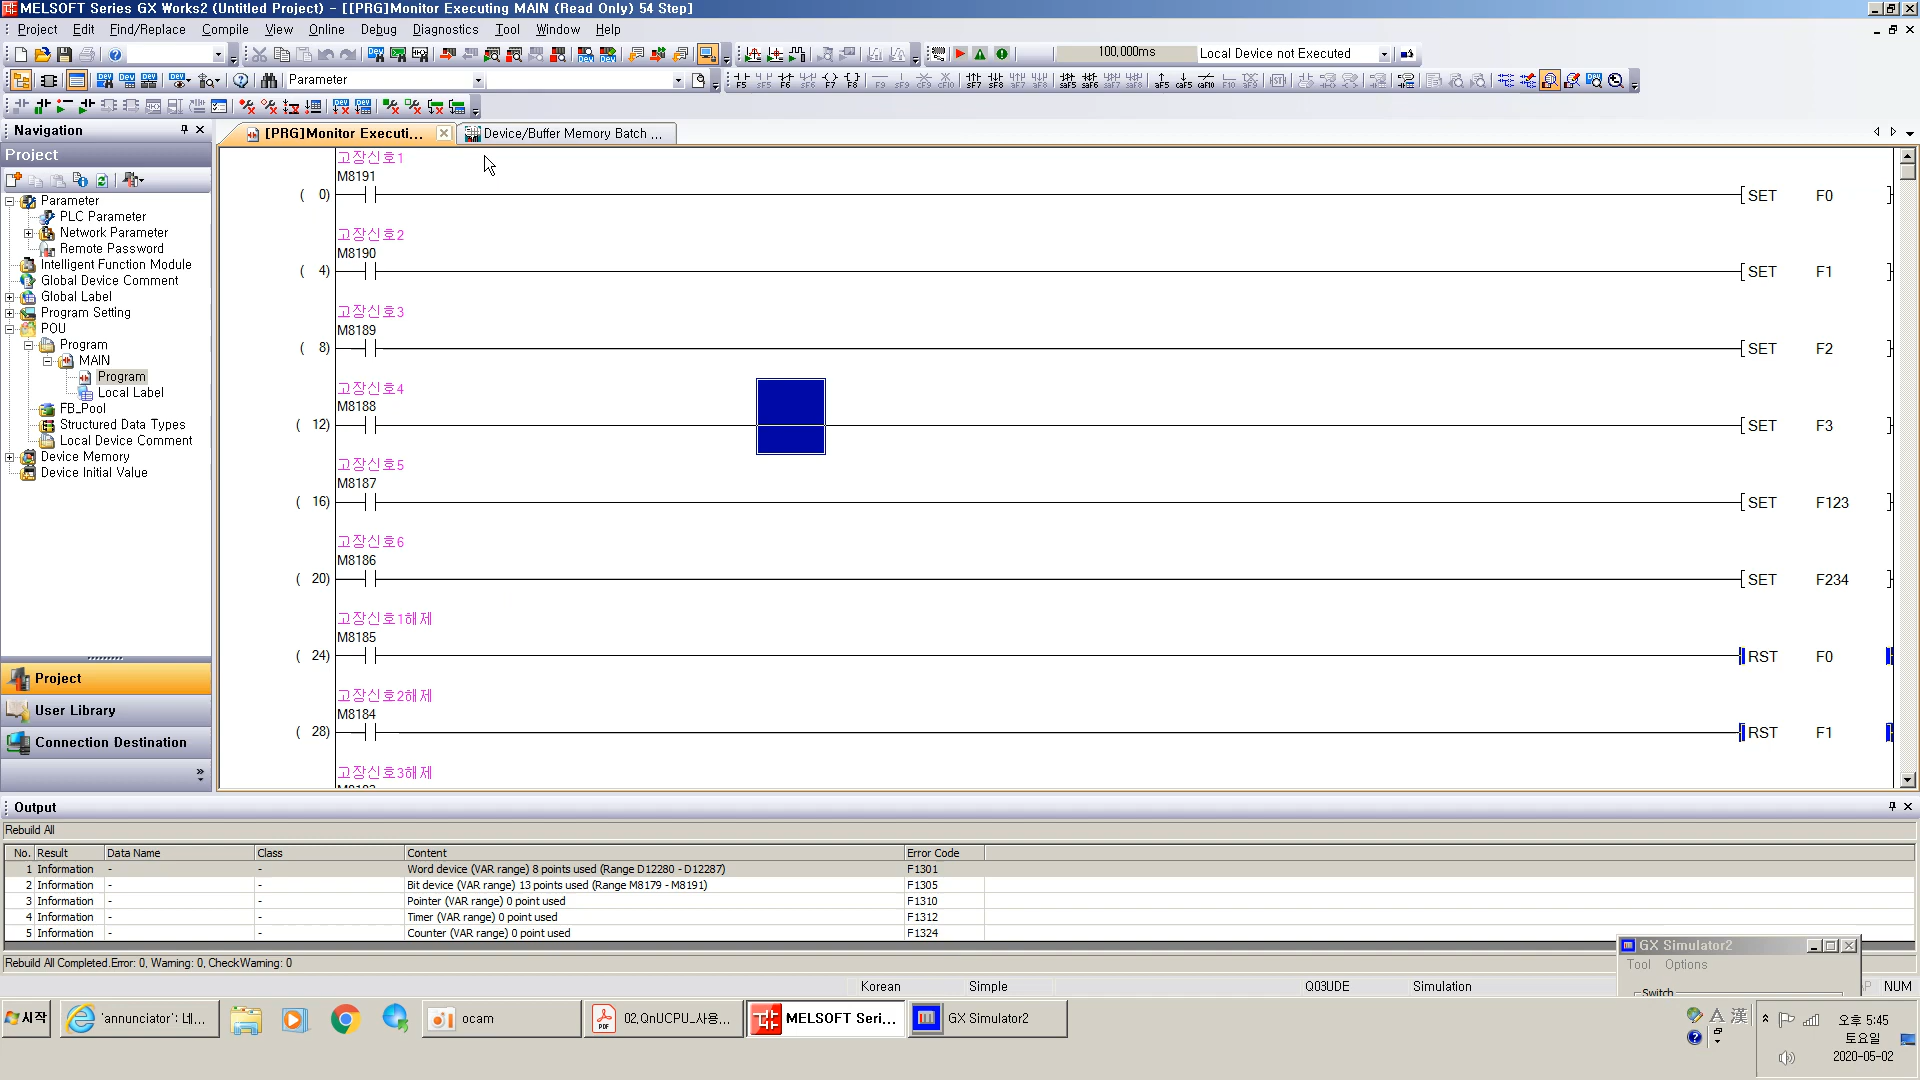 MELSOFT Series GX Works2 (Untitled Project) - [[PRG]Monitor Executing MAIN (Read Only) 54 Step]
Project Edit Find/Replace Compile View Online Debug Diagnostics Tool Window Help
100,000ms Local Device not Executed
Parameter
Navigation
Project
Parameter
PLC Parameter
Network Parameter
Remote Password
Intelligent Function Module
Global Device Comment
Global Label
Program Setting
POU
Program
MAIN
Program
Local Label
FB_Pool
Structured Data Types
Local Device Comment
Device Memory
Device Initial Value
Project
User Library
Connection Destination
[PRG]Monitor Executi...
Device/Buffer Memory Batch ...
고장신호1
M8191
( 0) SET F0
고장신호2
M8190
( 4) SET F1
고장신호3
M8189
( 8) SET F2
고장신호4
M8188
( 12) SET F3
고장신호5
M8187
( 16) SET F123
고장신호6
M8186
( 20) SET F234
고장신호1해제
M8185
( 24) RST F0
고장신호2해제
M8184
( 28) RST F1
고장신호3해제
Output
Rebuild All
No. Result Data Name Class Content Error Code
1 Information - - Word device (VAR range) 8 points used (Range D12280 - D12287) F1301
2 Information - - Bit device (VAR range) 13 points used (Range M8179 - M8191) F1305
3 Information - - Pointer (VAR range) 0 point used F1310
4 Information - - Timer (VAR range) 0 point used F1312
5 Information - - Counter (VAR range) 0 point used F1324
Rebuild All Completed.Error: 0, Warning: 0, CheckWarning: 0
GX Simulator2
Tool Options
Switch
Korean Simple Q03UDE Simulation NUM
시작
'annunciator' : 네...
ocam
02,QnUCPU_사용...
MELSOFT Seri...
GX Simulator2
A 漢
오후 5:45
토요일
2020-05-02